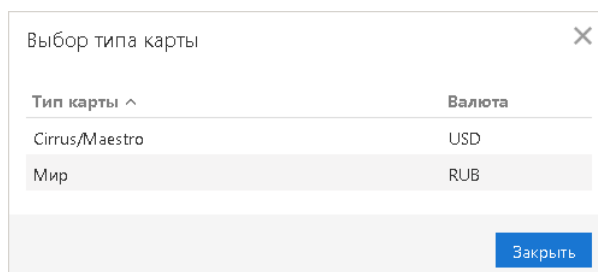 Выбор типа карты
Тип карты Валюта
Cirrus/Maestro USD
Мир RUB
Закрыть